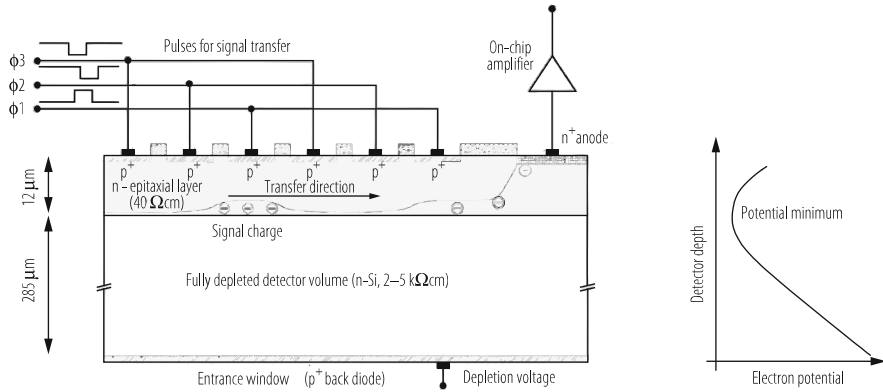 Pulses for signal transfer
On-chip
amplifier
ϕ3
ϕ2
ϕ1
n⁺ anode
p⁺ p⁺ p⁺ p⁺ p⁺ p⁺
12 μm
n – epitaxial layer
(40 Ωcm)
Transfer direction
Signal charge
285 μm
Fully depleted detector volume (n-Si, 2–5 kΩcm)
Entrance window (p⁺ back diode)
Depletion voltage
Detector depth
Potential minimum
Electron potential